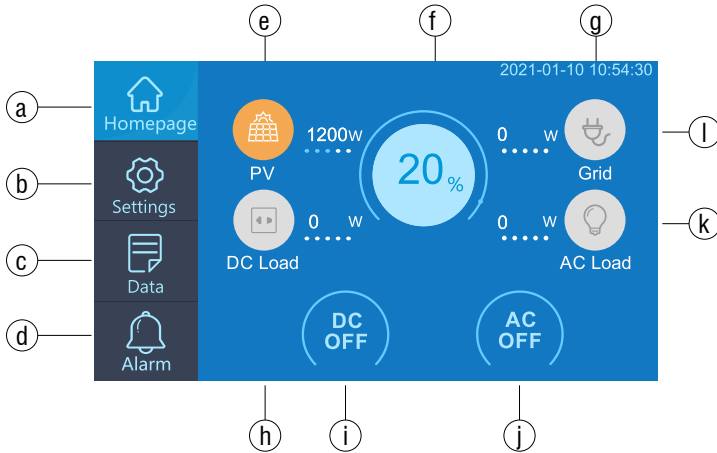 e f g
2021-01-10 10:54:30
a Homepage
1200W
0 W
l
PV
20%
Grid
b Settings
0 W
0 W
k
DC Load
AC Load
c Data
DC OFF
AC OFF
d Alarm
h i j